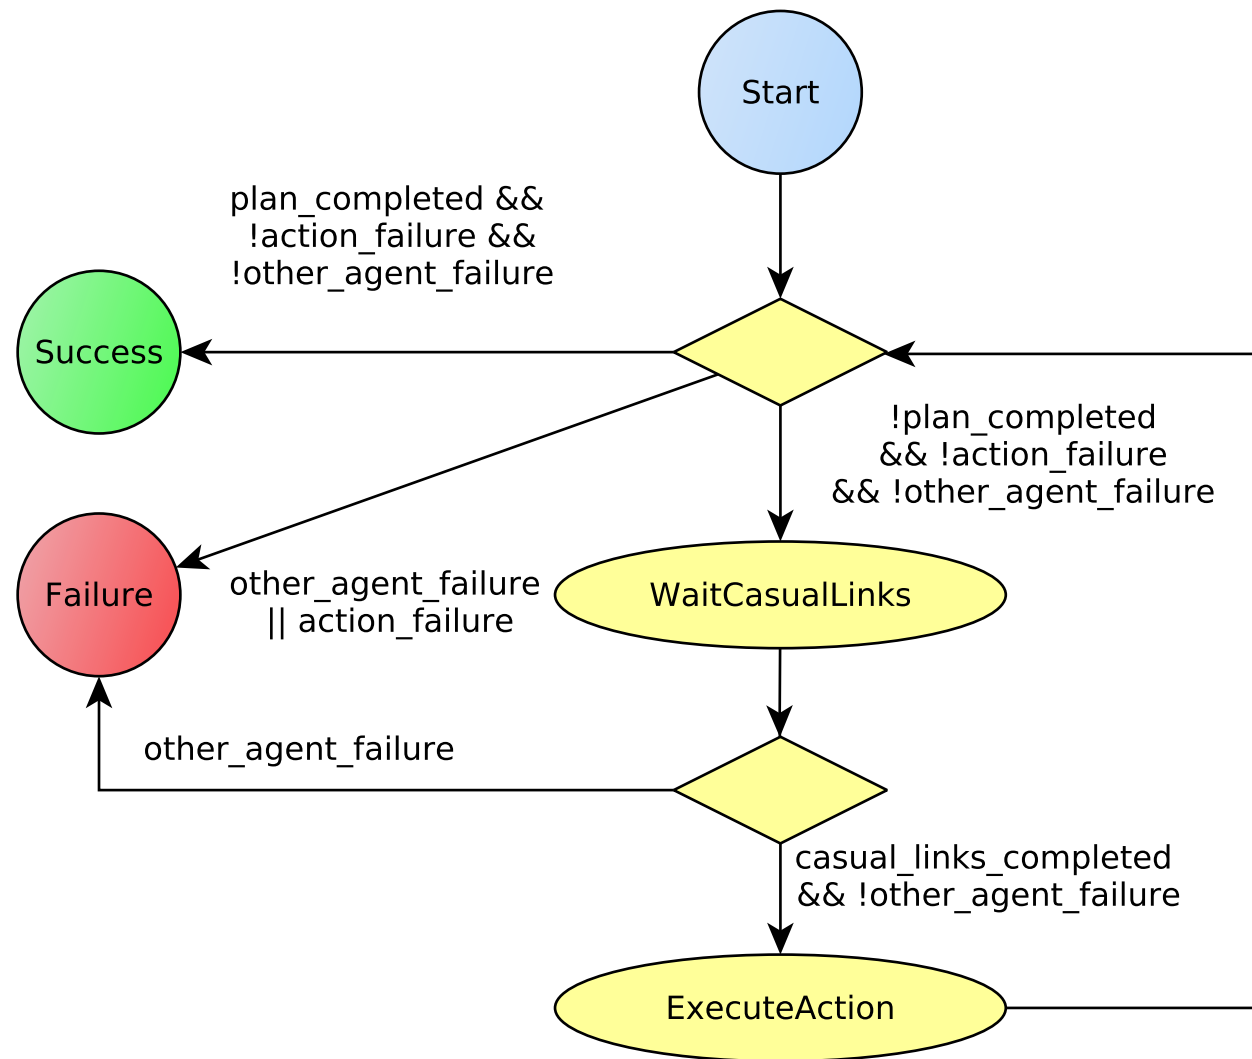 Start
plan_completed &&
!action_failure &&
!other_agent_failure
Success
!plan_completed
&& !action_failure
&& !other_agent_failure
Failure
other_agent_failure
|| action_failure
WaitCasualLinks
other_agent_failure
casual_links_completed
&& !other_agent_failure
ExecuteAction